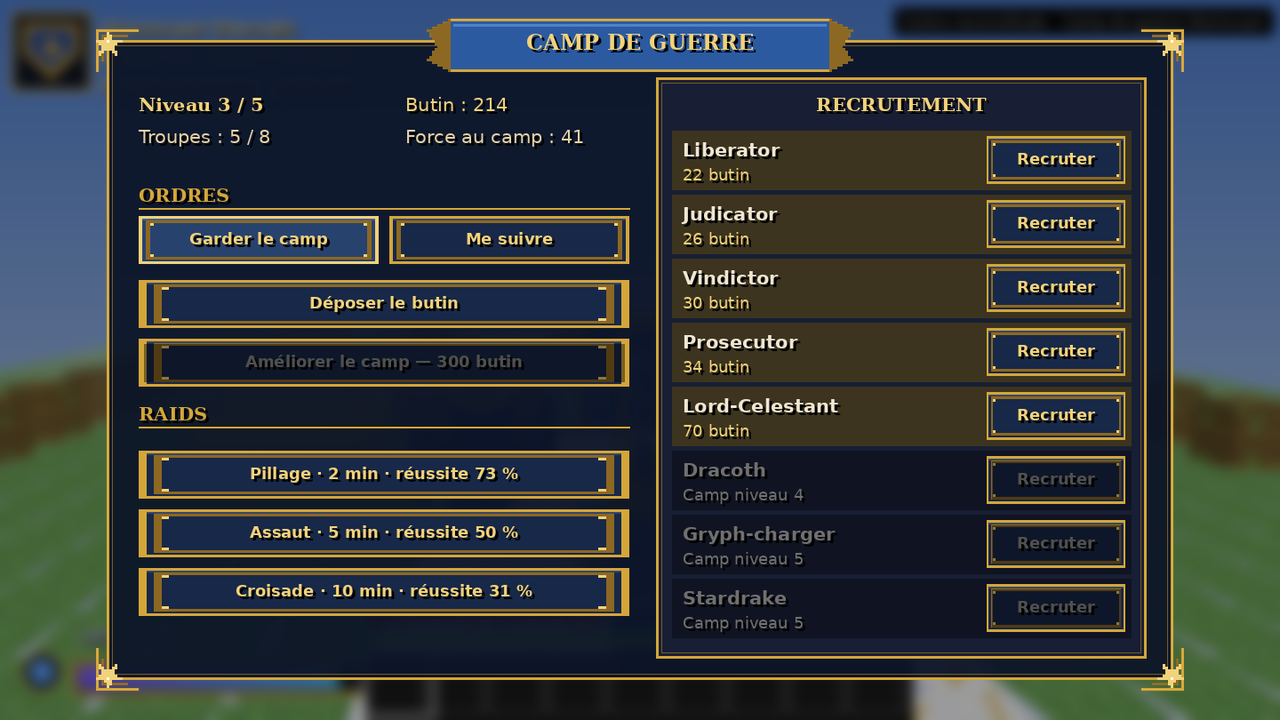 CAMP DE GUERRE
Niveau 3 / 5
Butin : 214
Troupes : 5 / 8
Force au camp : 41
ORDRES
Garder le camp
Me suivre
Déposer le butin
Améliorer le camp — 300 butin
RAIDS
Pillage · 2 min · réussite 73 %
Assaut · 5 min · réussite 50 %
Croisade · 10 min · réussite 31 %
RECRUTEMENT
Liberator
22 butin
Recruter
Judicator
26 butin
Recruter
Vindictor
30 butin
Recruter
Prosecutor
34 butin
Recruter
Lord-Celestant
70 butin
Recruter
Dracoth
Camp niveau 4
Recruter
Gryph-charger
Camp niveau 5
Recruter
Stardrake
Camp niveau 5
Recruter